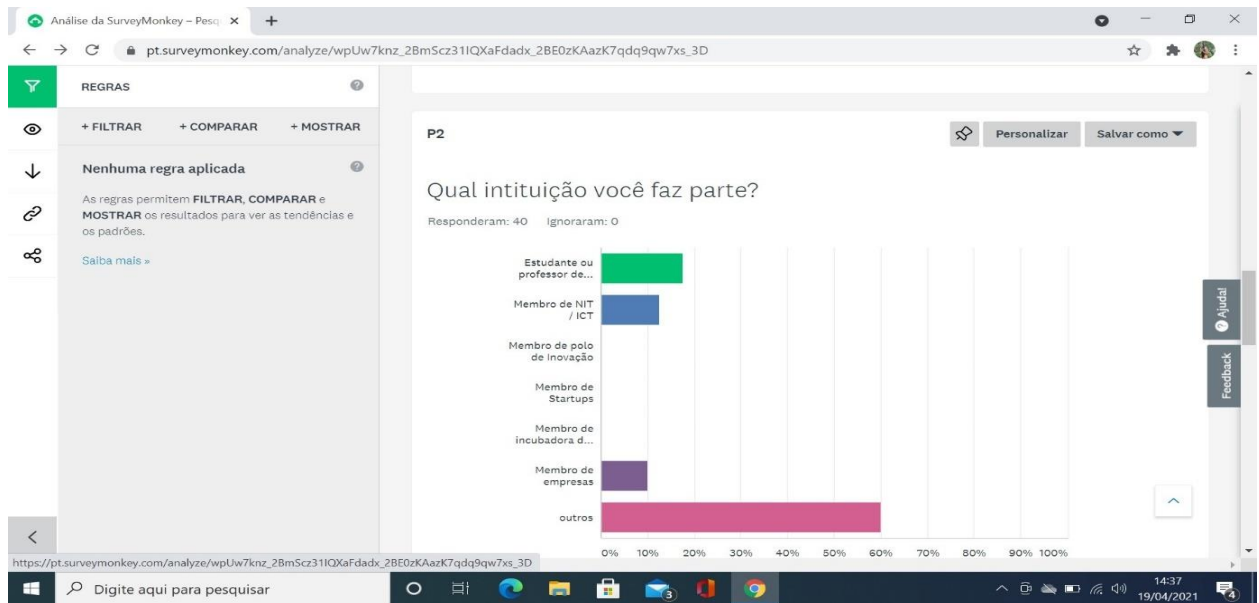 Análise da SurveyMonkey – Pesq
pt.surveymonkey.com/analyze/wpUw7knz_2BmScz31IQXaFdadx_2BE0zKAazK7qdq9qw7xs_3D
REGRAS
+ FILTRAR + COMPARAR + MOSTRAR
Nenhuma regra aplicada
As regras permitem FILTRAR, COMPARAR e
MOSTRAR os resultados para ver as tendências e
os padrões.
Saiba mais »
P2
Personalizar
Salvar como
Qual intituição você faz parte?
Responderam: 40 Ignoraram: 0
Estudante ou
professor de...
Membro de NIT
/ ICT
Membro de polo
de Inovação
Membro de
Startups
Membro de
incubadora d...
Membro de
empresas
outros
0% 10% 20% 30% 40% 50% 60% 70% 80% 90% 100%
Ajuda!
Feedback
https://pt.surveymonkey.com/analyze/wpUw7knz_2BmScz31IQXaFdadx_2BE0zKAazK7qdq9qw7xs_3D
Digite aqui para pesquisar
3
14:37
19/04/2021
4